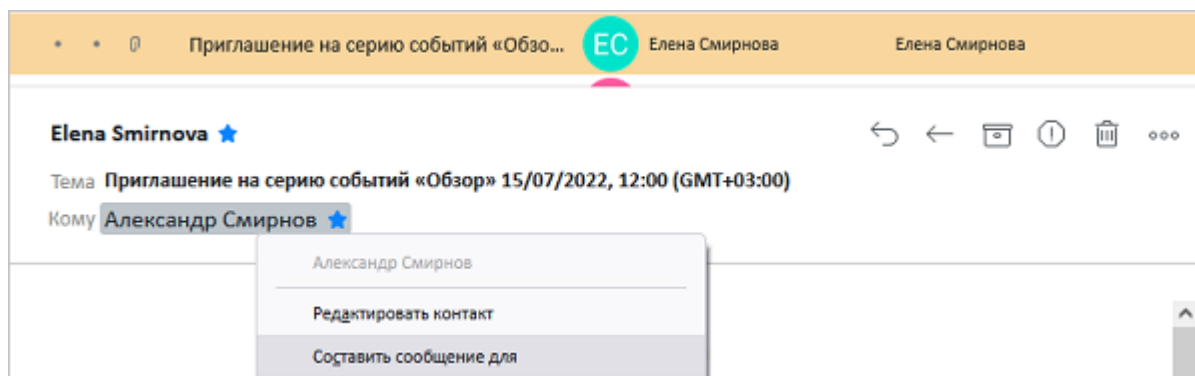 Приглашение на серию событий «Обзо... ЕС Елена Смирнова Елена Смирнова
Elena Smirnova
Тема Приглашение на серию событий «Обзор» 15/07/2022, 12:00 (GMT+03:00)
Кому Александр Смирнов
Александр Смирнов
Редактировать контакт
Составить сообщение для